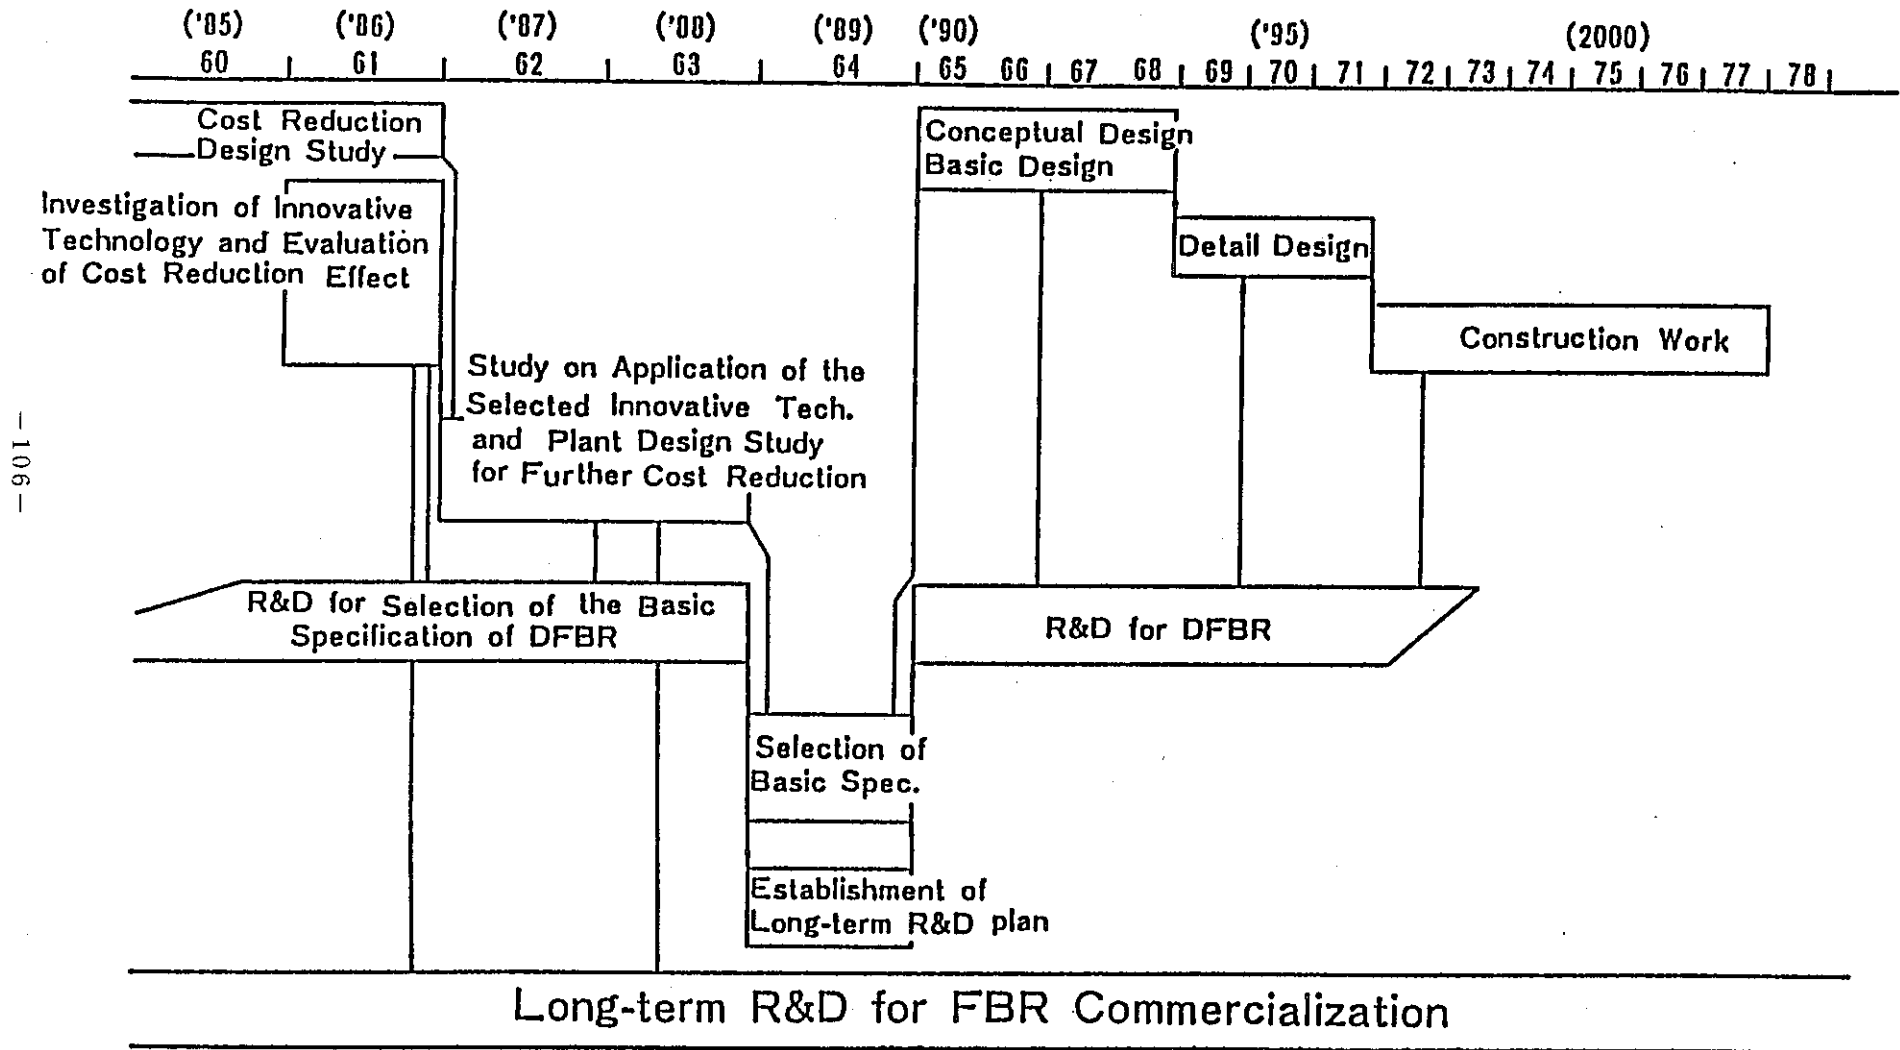 ('85) ('86) ('87) ('88) ('89) ('90) ('95) (2000)
60 61 62 63 64 65 66 67 68 69 70 71 72 73 74 75 76 77 78
Cost Reduction
Design Study
Conceptual Design
Basic Design
Investigation of Innovative
Technology and Evaluation
of Cost Reduction Effect
Detail Design
Construction Work
Study on Application of the
Selected Innovative Tech.
and Plant Design Study
for Further Cost Reduction
R&D for Selection of the Basic
Specification of DFBR
R&D for DFBR
Selection of
Basic Spec.
Establishment of
Long-term R&D plan
Long-term R&D for FBR Commercialization
— 106 —